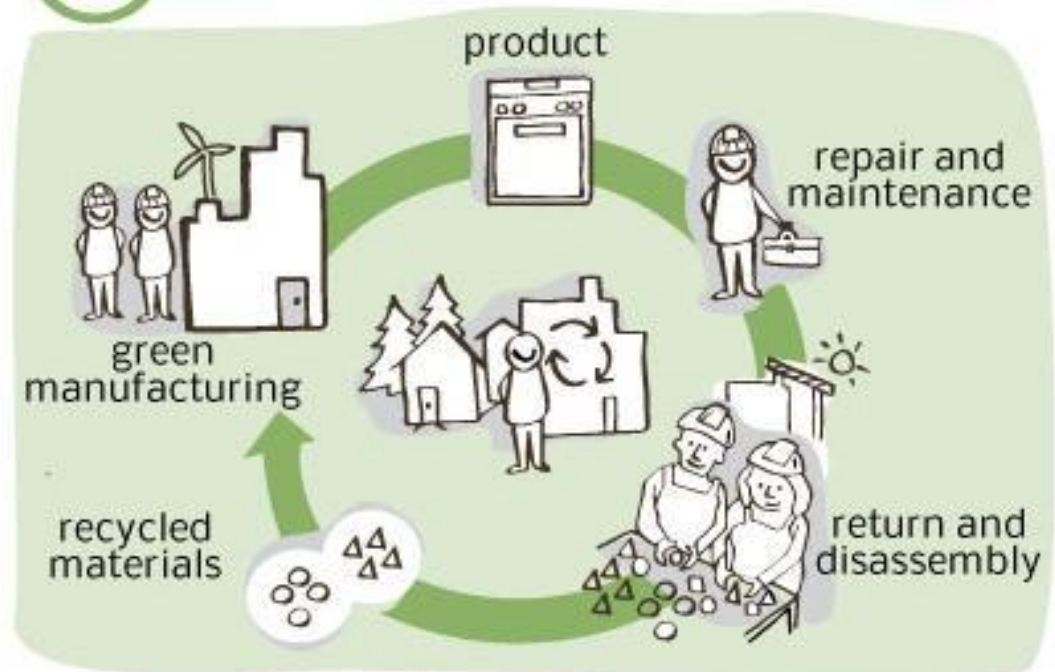 product
repair and
maintenance
green
manufacturing
recycled
materials
return and
disassembly